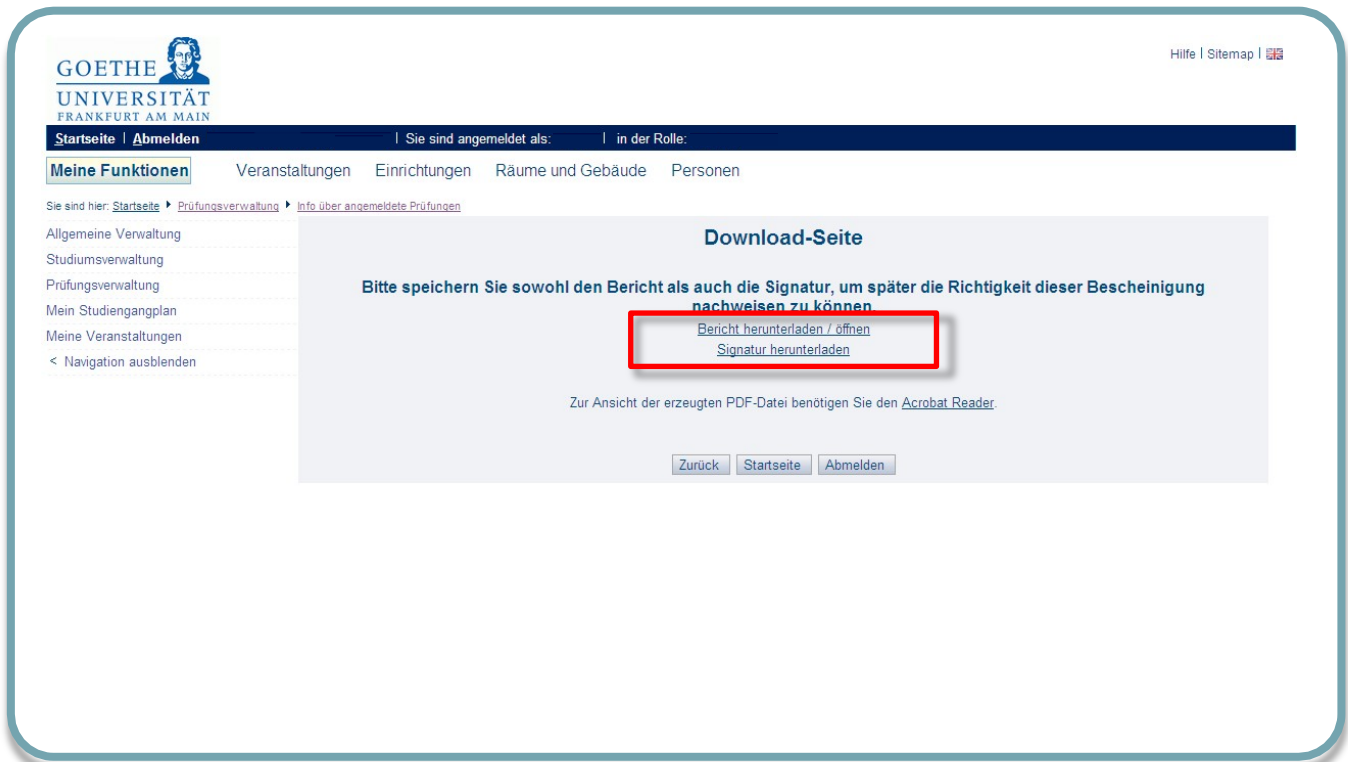 GOETHE
UNIVERSITÄT
FRANKFURT AM MAIN
Hilfe | Sitemap |
Startseite | Abmelden | Sie sind angemeldet als: | in der Rolle:
Meine Funktionen Veranstaltungen Einrichtungen Räume und Gebäude Personen
Sie sind hier: Startseite Prüfungsverwaltung Info über angemeldete Prüfungen
Allgemeine Verwaltung
Studiumsverwaltung
Prüfungsverwaltung
Mein Studiengangplan
Meine Veranstaltungen
< Navigation ausblenden
Download-Seite
Bitte speichern Sie sowohl den Bericht als auch die Signatur, um später die Richtigkeit dieser Bescheinigung
nachweisen zu können.
Bericht herunterladen / öffnen
Signatur herunterladen
Zur Ansicht der erzeugten PDF-Datei benötigen Sie den Acrobat Reader.
Zurück Startseite Abmelden